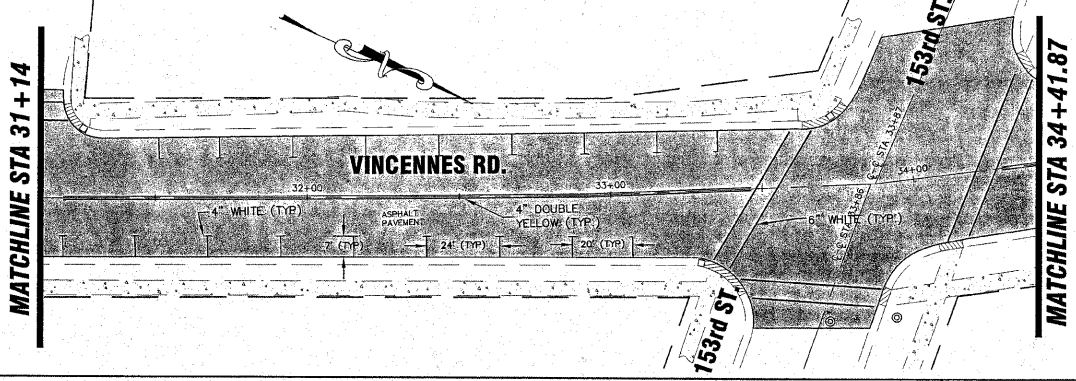 MATCHLINE STA 31+14
153rd ST.
VINCENNES RD.
32+00
33+00
34+00
4" WHITE (TYP)
ASPHALT
PAVEMENT
4" DOUBLE
YELLOW (TYP)
6" WHITE (TYP.)
7' (TYP)
24' (TYP)
20' (TYP)
153rd ST.
MATCHLINE STA 34+41.87